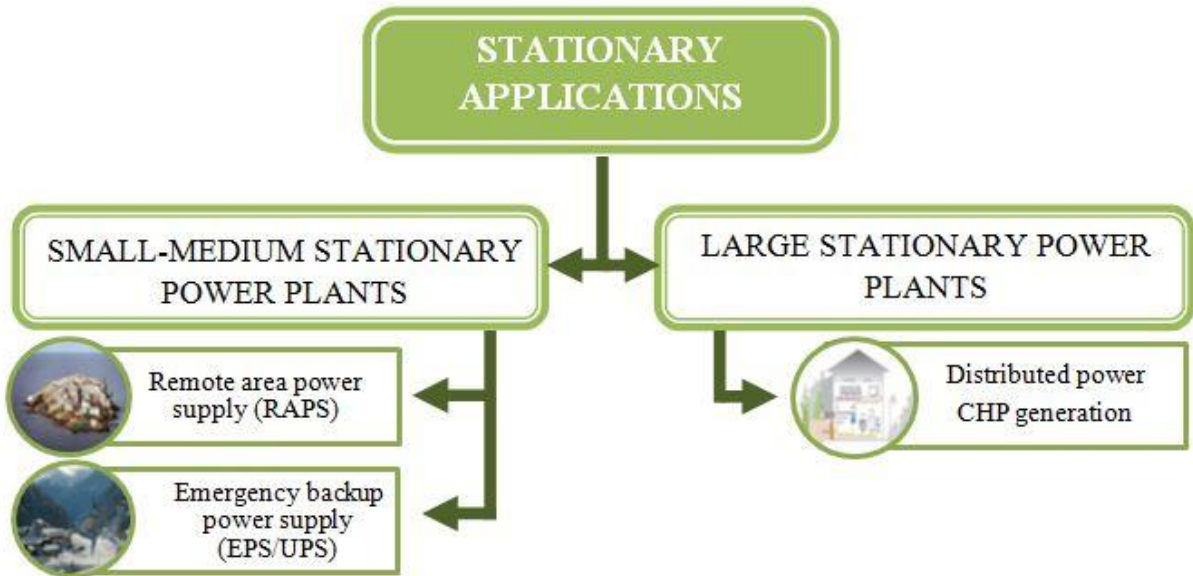 STATIONARY
APPLICATIONS
SMALL-MEDIUM STATIONARY
POWER PLANTS
LARGE STATIONARY POWER
PLANTS
Remote area power
supply (RAPS)
Distributed power
CHP generation
Emergency backup
power supply
(EPS/UPS)